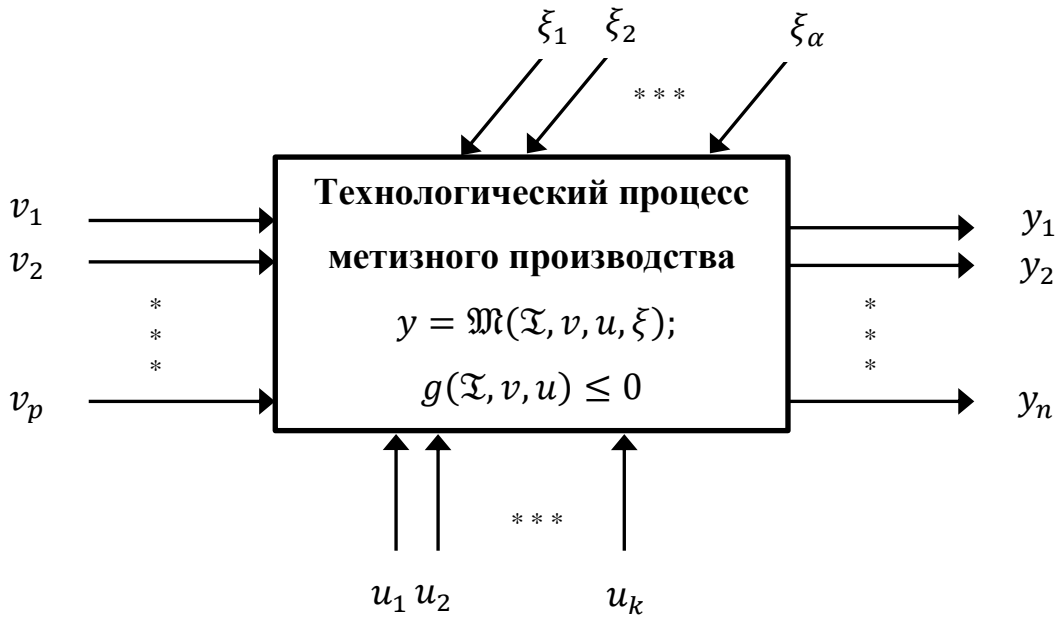 ξ₁ ξ₂ ξ_α
* * *
Технологический процесс
метизного производства
y = 𝔐(𝔗, v, u, ξ);
g(𝔗, v, u) ≤ 0
v₁
v₂
*
*
*
v_p
y₁
y₂
*
*
*
y_n
* * *
u₁ u₂ u_k